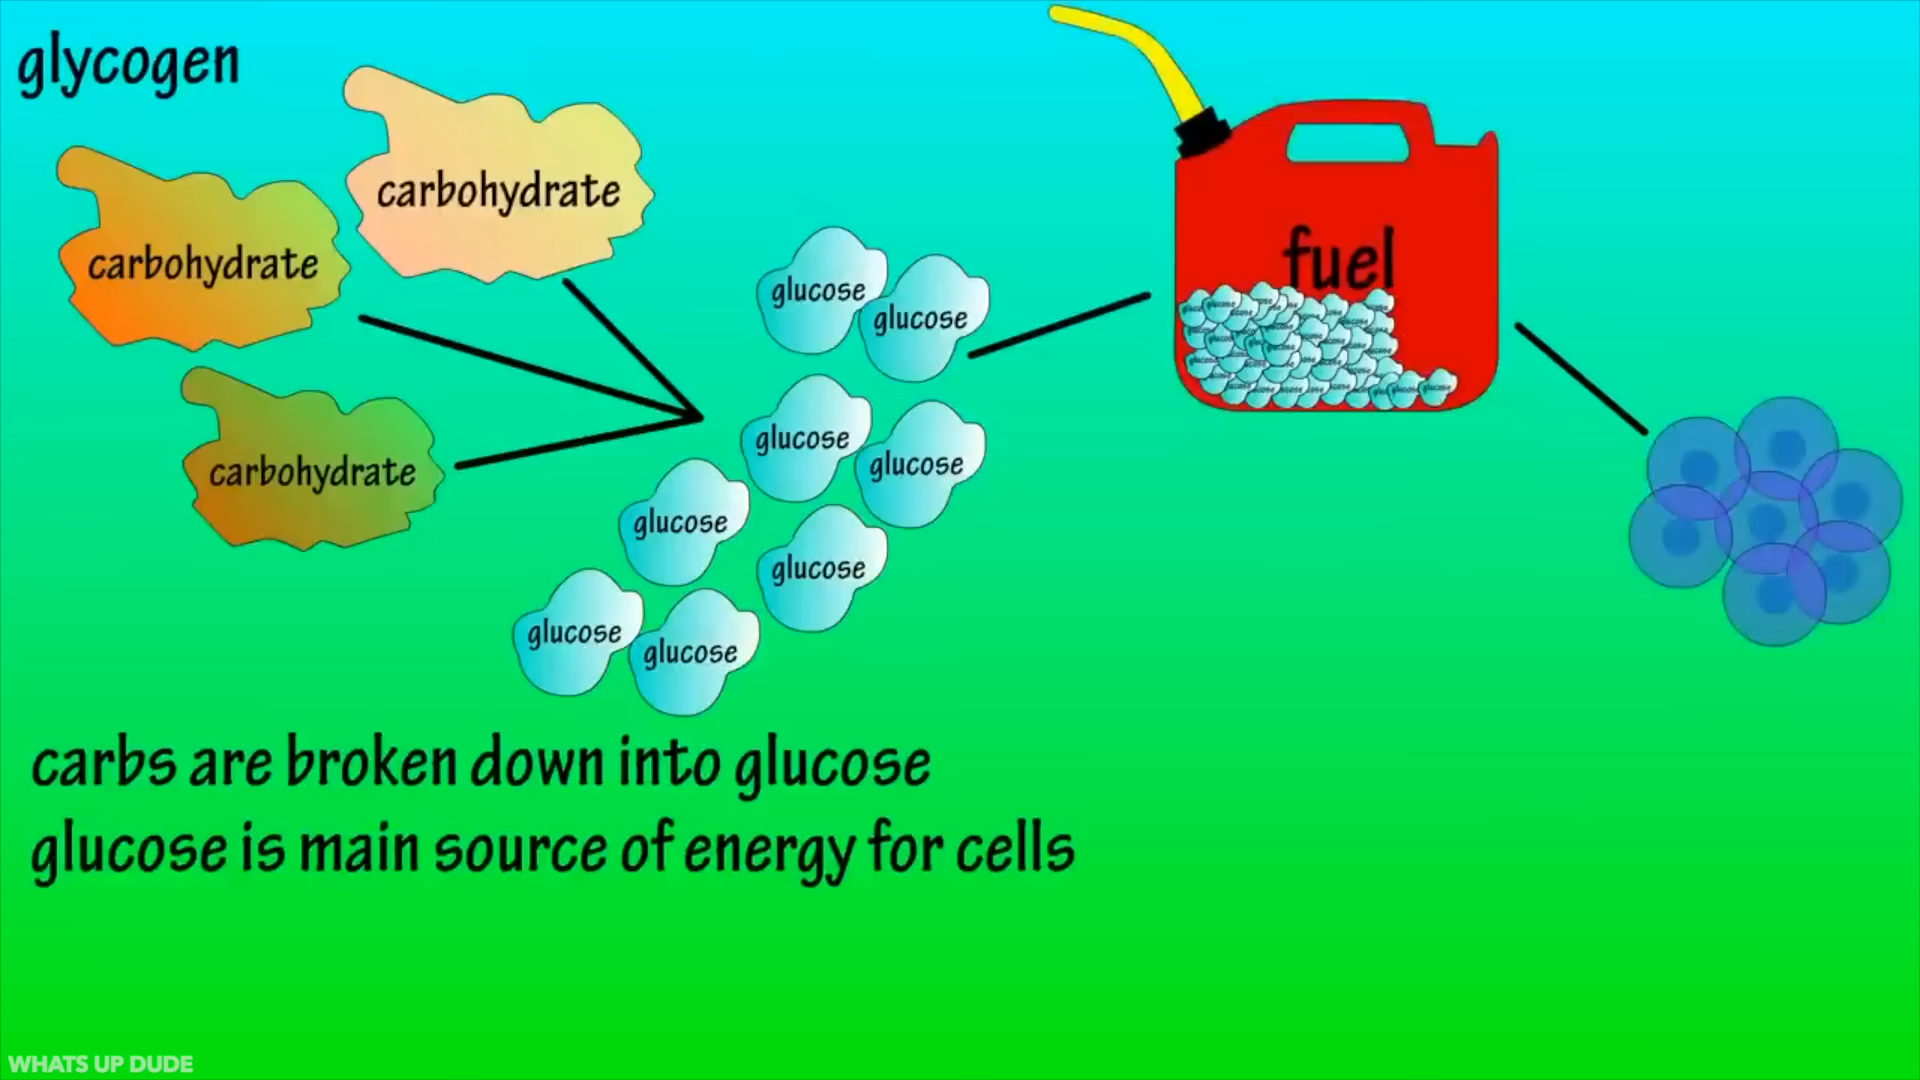 glycogen
carbohydrate
carbohydrate
carbohydrate
glucose
glucose
glucose
glucose
glucose
glucose
glucose
glucose
fuel
carbs are broken down into glucose
glucose is main source of energy for cells
WHATS UP DUDE